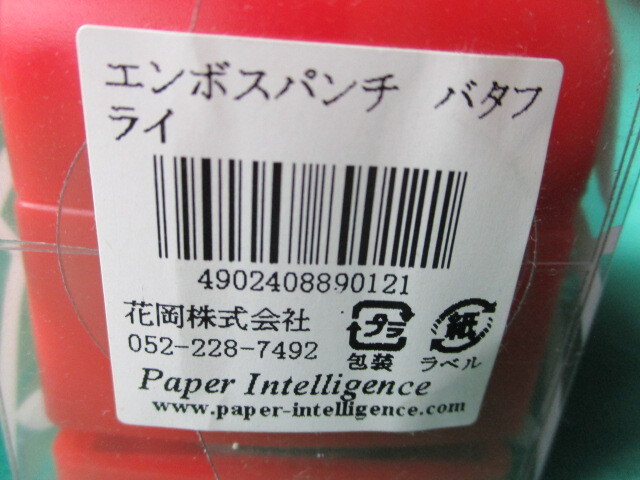 エンボスパンチ　バタフ
ライ
4902408890121
花岡株式会社
052-228-7492
プラ
包装
紙
ラベル
Paper Intelligence
www.paper-intelligence.com